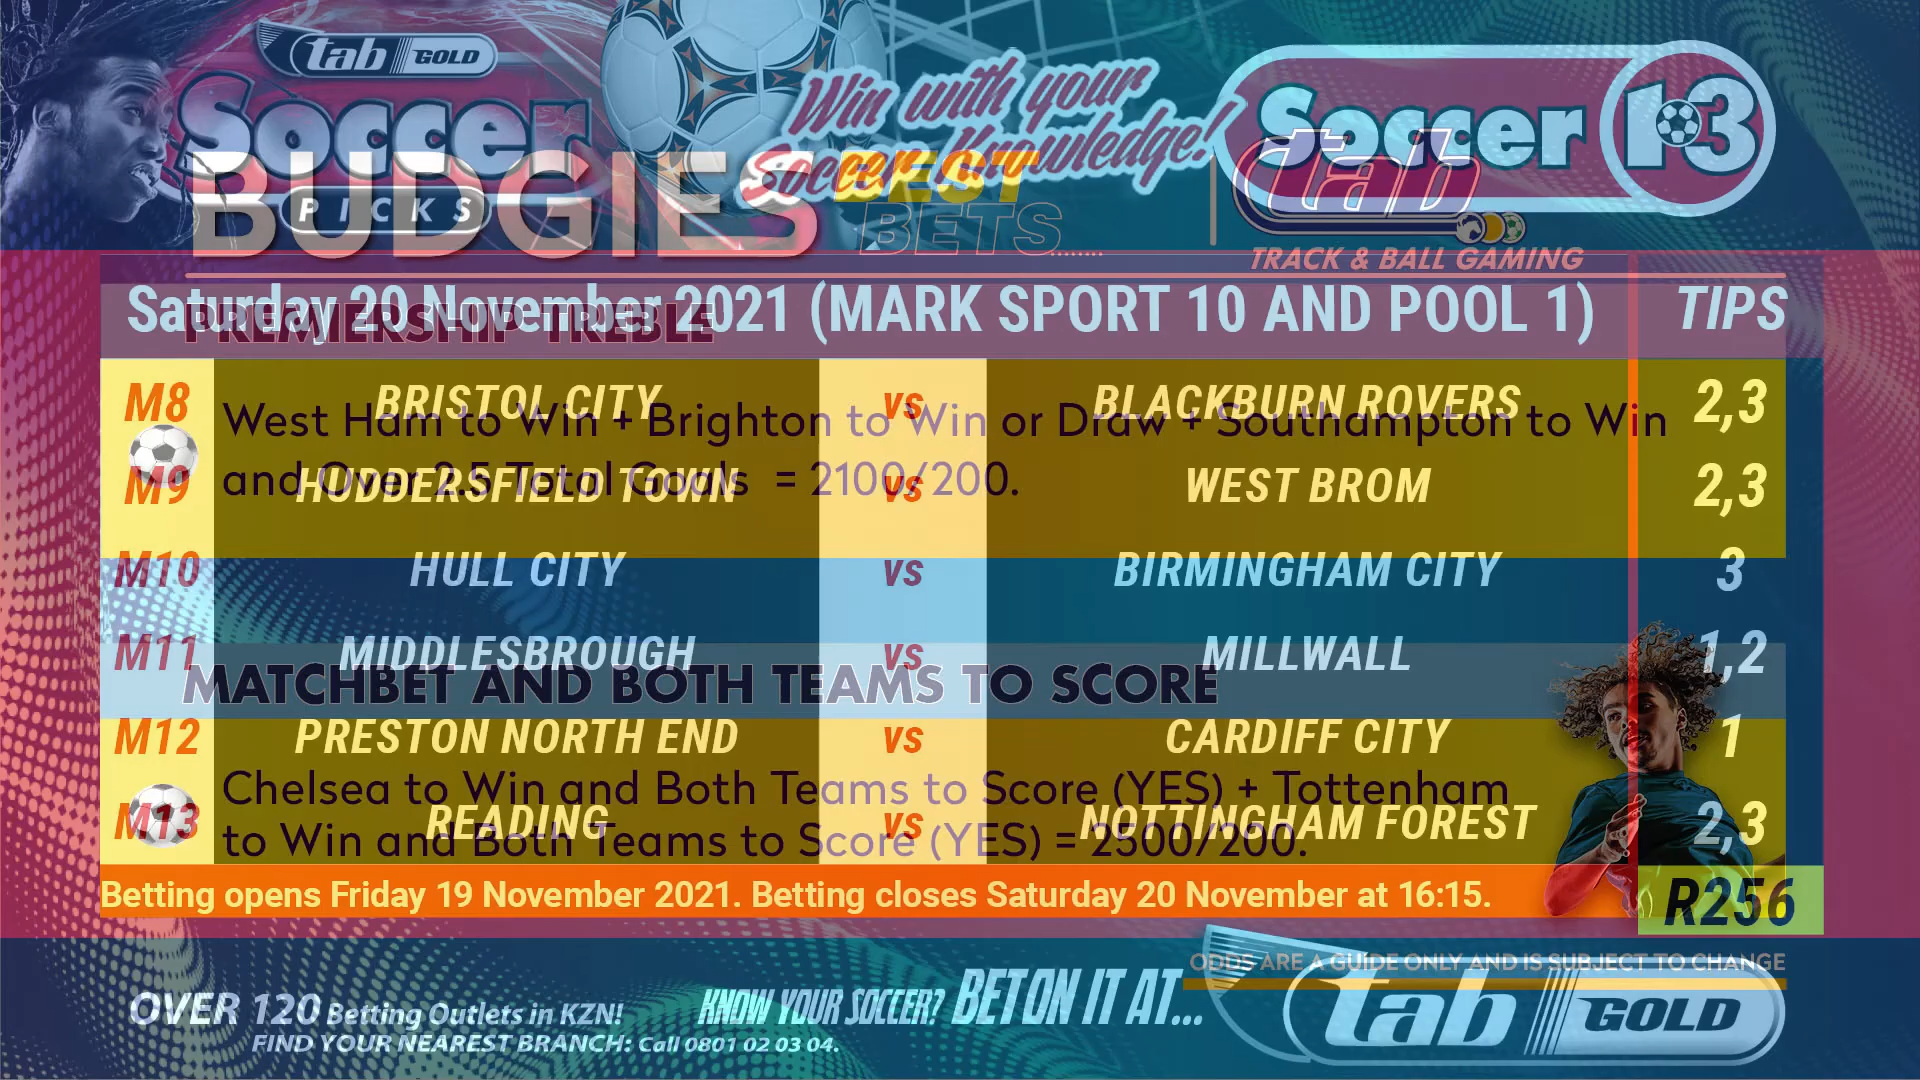 tab GOLD
Soccer
PICKS
Win with your
Soccer Knowledge!
Soccer 13
BUDGIES BEST
BETS........
tab
TRACK & BALL GAMING
Saturday 20 November 2021 (MARK SPORT 10 AND POOL 1) TIPS
PREMIERSHIP TREBLE
M8 BRISTOL CITY VS BLACKBURN ROVERS 2,3
West Ham to Win + Brighton to Win or Draw + Southampton to Win
and Over 2.5 Total Goals = 2100/200.
M9 HUDDERSFIELD TOWN VS WEST BROM 2,3
M10 HULL CITY VS BIRMINGHAM CITY 3
M11 MIDDLESBROUGH VS MILLWALL 1,2
MATCHBET AND BOTH TEAMS TO SCORE
M12 PRESTON NORTH END VS CARDIFF CITY 1
Chelsea to Win and Both Teams to Score (YES) + Tottenham
to Win and Both Teams to Score (YES) = 2500/200.
M13 READING VS NOTTINGHAM FOREST 2,3
Betting opens Friday 19 November 2021. Betting closes Saturday 20 November at 16:15. R256
ODDS ARE A GUIDE ONLY AND IS SUBJECT TO CHANGE
OVER 120 Betting Outlets in KZN!
FIND YOUR NEAREST BRANCH: Call 0801 02 03 04.
KNOW YOUR SOCCER? BET ON IT AT...
tab GOLD